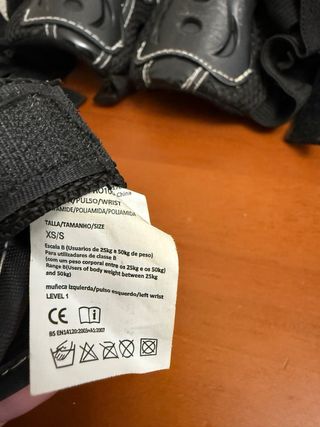 China
/PULSO/WRIST
POLIAMIDA/POLIAMIDA
TALLA/TAMANHO/SIZE
XS/S
Escala B (Usuarios de 25kg a 50kg de peso)
Para utilizadores de classe B
(com um peso corporal entre os 25kg e os 50kg)
Range B(Users of body weight between 25kg
and 50kg)
muñeca izquierda/pulso esquerdo/left wrist
LEVEL 1
CE
BS EN14120:2003+A1:2007